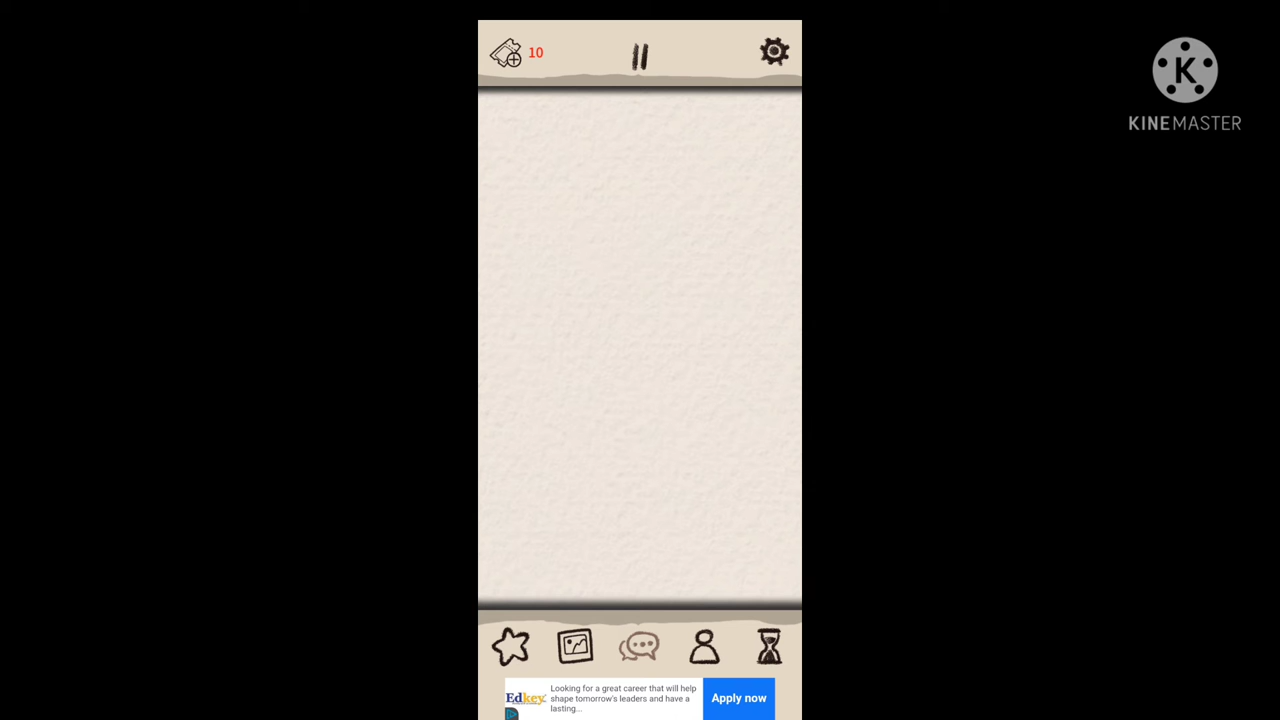 10
K
KINEMASTER
Edkey
Looking for a great career that will help
shape tomorrow's leaders and have a
lasting...
Apply now